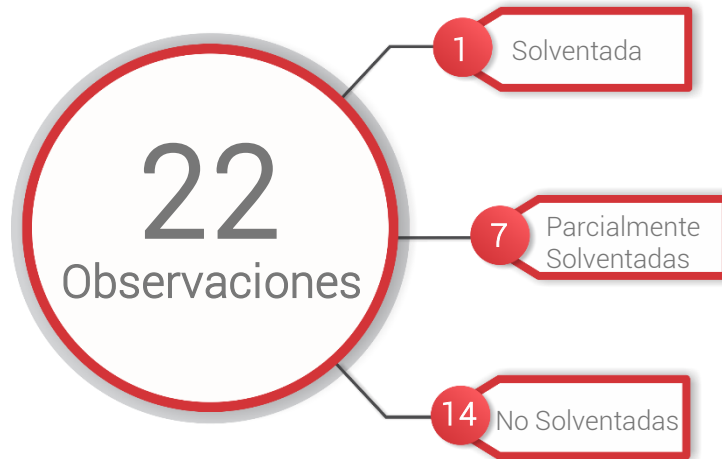 22
Observaciones
1
Solventada
7
Parcialmente
Solventadas
14
No Solventadas